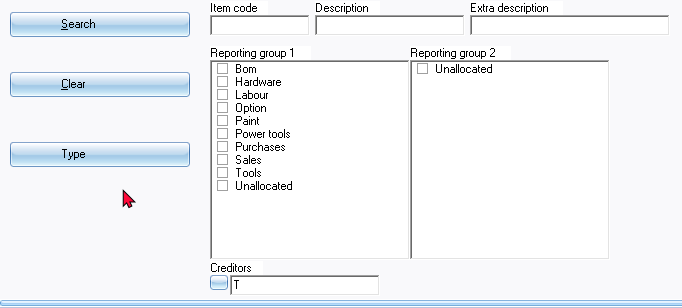 Search
Clear
Type
Item code Description Extra description
Reporting group 1 Reporting group 2
Bom
Hardware
Labour
Option
Paint
Power tools
Purchases
Sales
Tools
Unallocated
Unallocated
Creditors
T